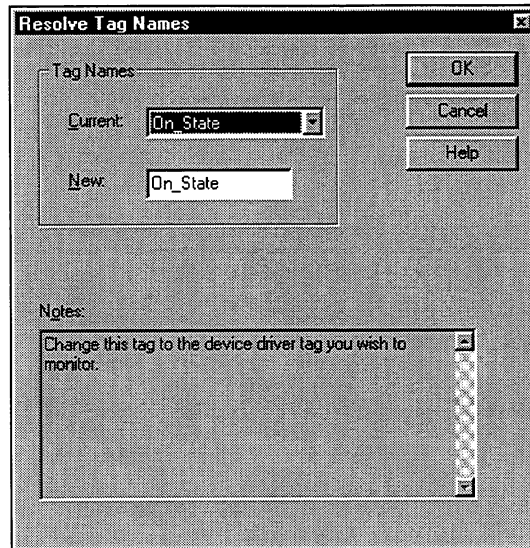 Resolve Tag Names
Tag Names
Current:
On_State
New:
On_State
OK
Cancel
Help
Notes:
Change this tag to the device driver tag you wish to
monitor.